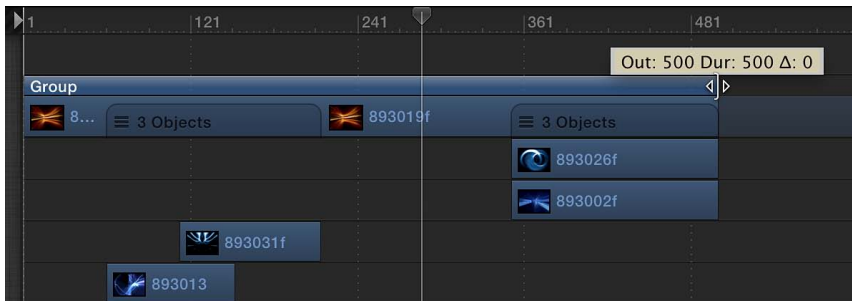 1 121 241 361 481
Out: 500 Dur: 500 Δ: 0
Group
8... 3 Objects 893019f 3 Objects
893026f
893002f
893031f
893013